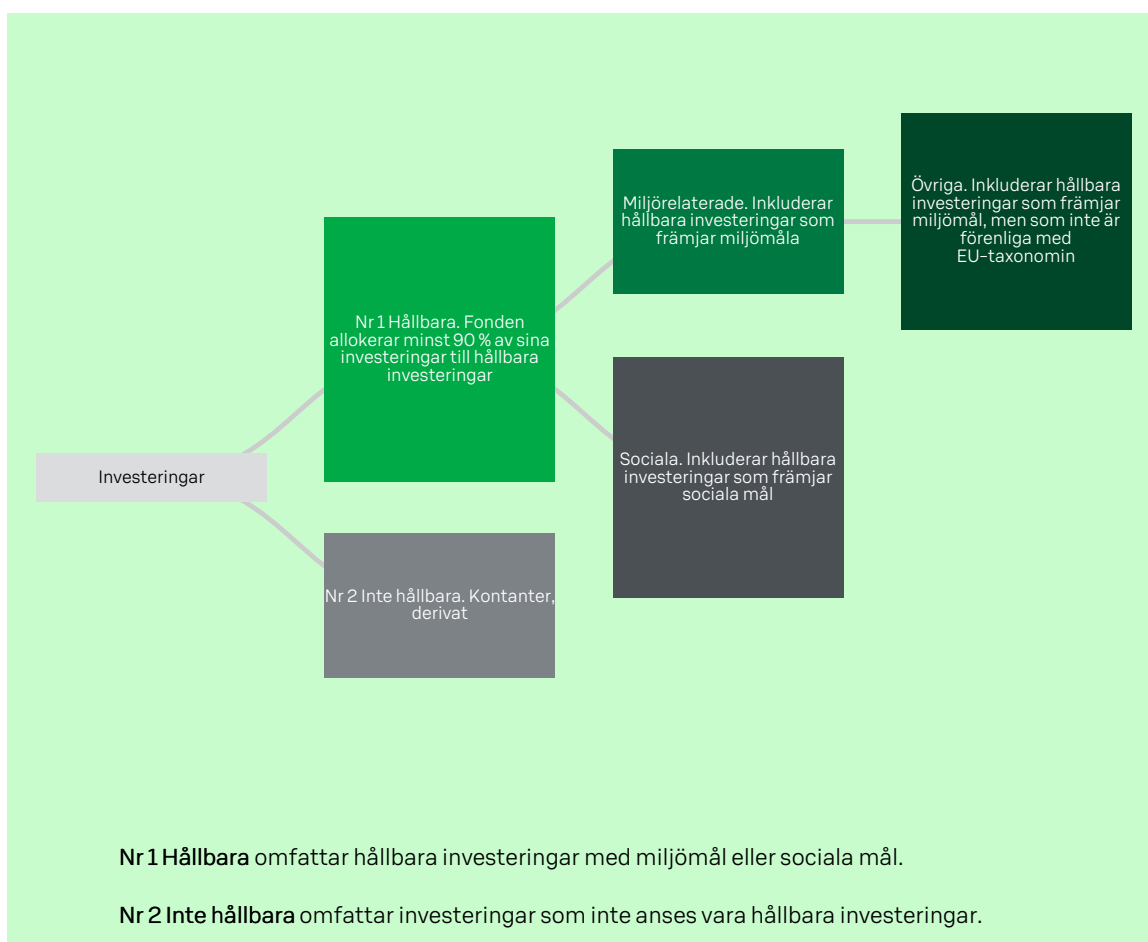 Övriga. Inkluderar hållbara
investeringar som främjar
miljömål, men som inte är
förenliga med
EU-taxonomin
Miljörelaterade. Inkluderar
hållbara investeringar som
främjar miljömåla
Nr 1 Hållbara. Fonden
allokerar minst 90 % av sina
investeringar till hållbara
investeringar
Sociala. Inkluderar hållbara
investeringar som främjar
sociala mål
Investeringar
Nr 2 Inte hållbara. Kontanter,
derivat
Nr 1 Hållbara omfattar hållbara investeringar med miljömål eller sociala mål.
Nr 2 Inte hållbara omfattar investeringar som inte anses vara hållbara investeringar.